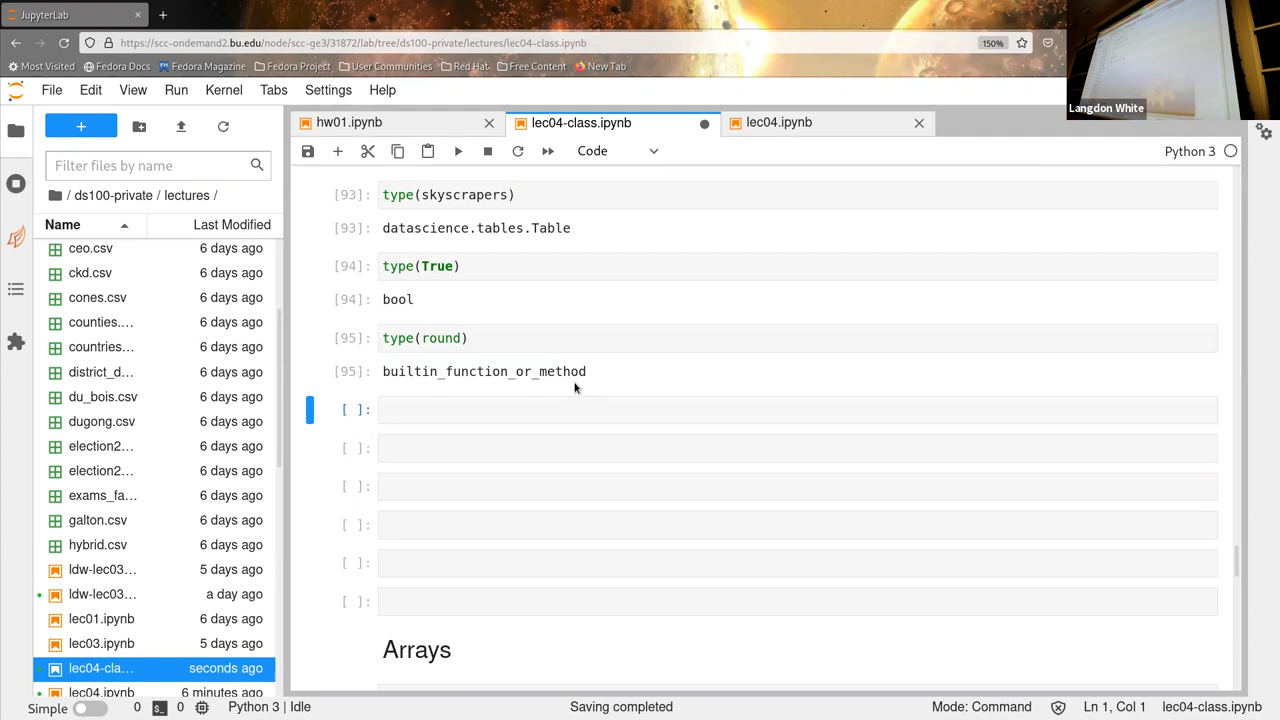 JupyterLab
https://scc-ondemand2.bu.edu/node/scc-ge3/31872/lab/tree/ds100-private/lectures/lec04-class.ipynb
150%
Most Visited
Fedora Docs
Fedora Magazine
Fedora Project
User Communities
Red Hat
Free Content
New Tab
Langdon White
File Edit View Run Kernel Tabs Settings Help
hw01.ipynb
lec04-class.ipynb
lec04.ipynb
Filter files by name
Code
Python 3
/ ds100-private / lectures /
Name Last Modified
ceo.csv 6 days ago
ckd.csv 6 days ago
cones.csv 6 days ago
counties.... 6 days ago
countries... 6 days ago
district_d... 6 days ago
du_bois.csv 6 days ago
dugong.csv 6 days ago
election2... 6 days ago
election2... 6 days ago
exams_fa... 6 days ago
galton.csv 6 days ago
hybrid.csv 6 days ago
ldw-lec03... 5 days ago
ldw-lec03... a day ago
lec01.ipynb 6 days ago
lec03.ipynb 5 days ago
lec04-cla... seconds ago
lec04.ipynb 6 minutes ago
[93]: type(skyscrapers)
[93]: datascience.tables.Table
[94]: type(True)
[94]: bool
[95]: type(round)
[95]: builtin_function_or_method
[ ]:
[ ]:
[ ]:
[ ]:
[ ]:
[ ]:
Arrays
Simple 0 $_ 0 Python 3 | Idle Saving completed Mode: Command Ln 1, Col 1 lec04-class.ipynb